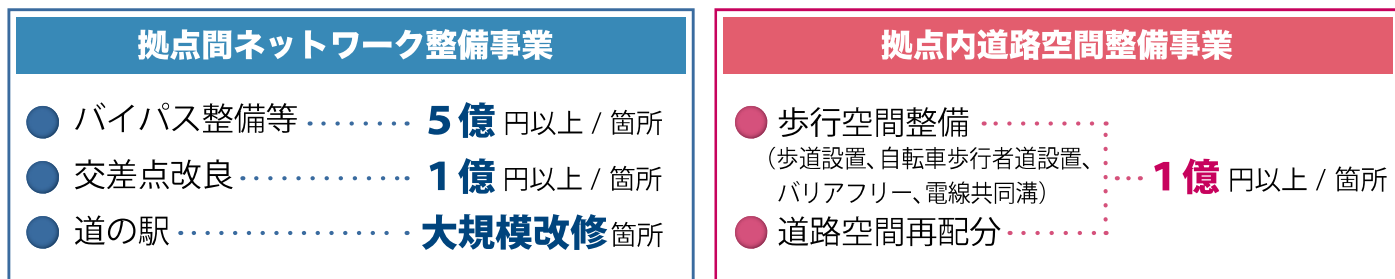 拠点間ネットワーク整備事業
バイパス整備等 ‥‥‥‥ 5億 円以上 / 箇所
交差点改良 ‥‥‥‥‥‥ 1億 円以上 / 箇所
道の駅 ‥‥‥‥‥‥‥‥ 大規模改修 箇所
拠点内道路空間整備事業
歩行空間整備
（歩道設置、自転車歩行者道設置、
バリアフリー、電線共同溝）
1億 円以上 / 箇所
道路空間再配分